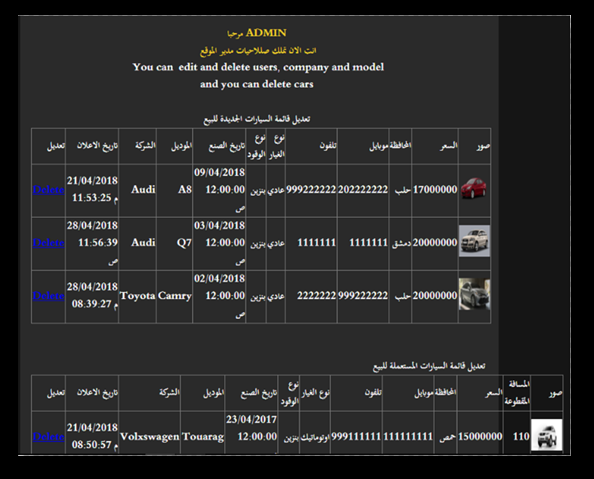 مرحبا ADMIN
انت الان تملك صلاحيات مدير الموقع
You can edit and delete users, company and model
and you can delete cars
تعديل قائمة السيارات الجديدة للبيع
صور السعر المحافظة موبايل تلفون نوع الغيار نوع الوقود تاريخ الصنع الموديل الشركة تاريخ الاعلان تعديل
17000000 حلب 202222222 999222222 عادي بنزين 09/04/2018 12:00:00 ص A8 Audi 21/04/2018 11:53:25 م Delete
20000000 دمشق 1111111 1111111 عادي بنزين 03/04/2018 12:00:00 ص Q7 Audi 28/04/2018 11:56:39 ص Delete
20000000 حلب 999222222 2222222 عادي بنزين 02/04/2018 12:00:00 ص Camry Toyota 28/04/2018 08:39:27 م Delete
تعديل قائمة السيارات المستعملة للبيع
صور المسافة المقطوعة السعر المحافظة موبايل تلفون نوع الغيار نوع الوقود تاريخ الصنع الموديل الشركة تاريخ الاعلان تعديل
110 15000000 حمص 111111111 999111111 اوتوماتيك بنزين 23/04/2017 12:00:00 Touarag Volxswagen 21/04/2018 08:50:57 م Delete